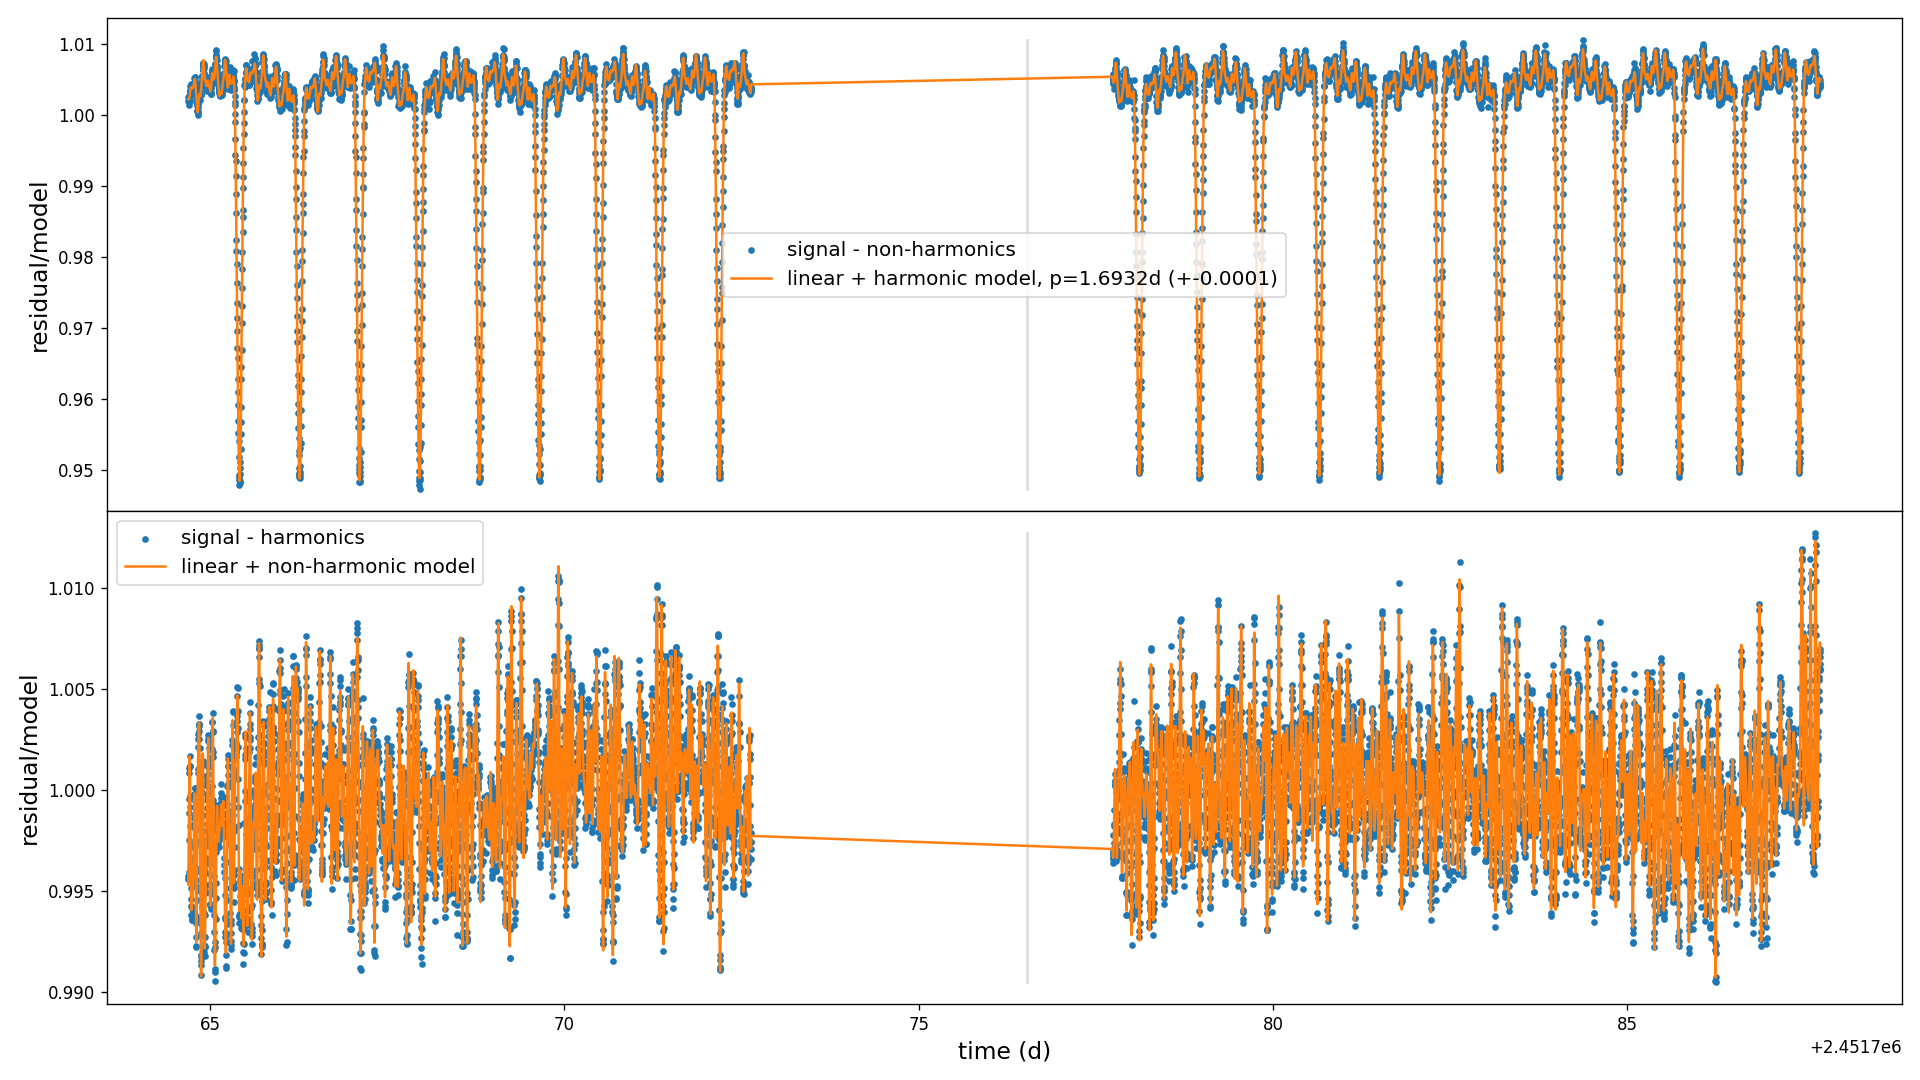 1.01
1.00
0.99
0.98
0.97
0.96
0.95
residual/model
signal - non-harmonics
linear + harmonic model, p=1.6932d (+-0.0001)
signal - harmonics
linear + non-harmonic model
1.010
1.005
1.000
0.995
0.990
residual/model
65
70
75
80
85
time (d)
+2.4517e6